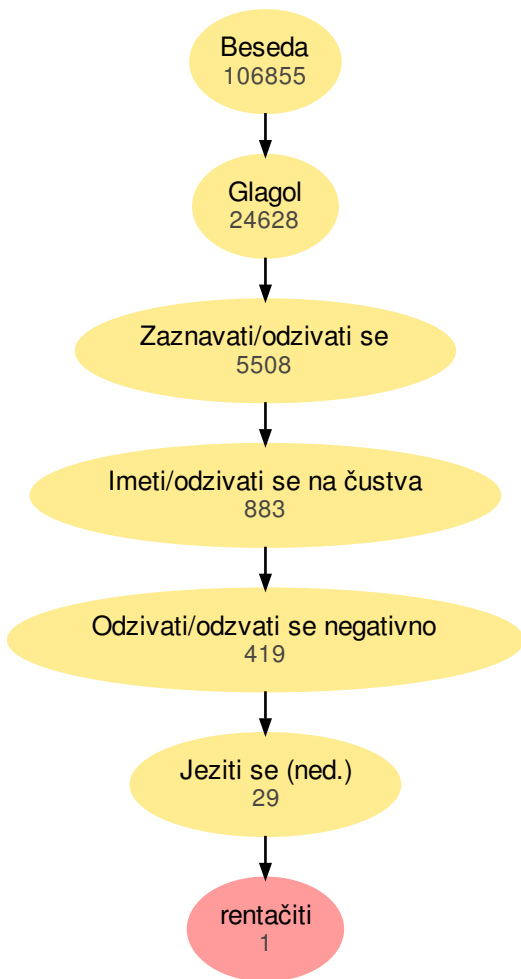 Beseda
106855
Glagol
24628
Zaznavati/odzivati se
5508
Imeti/odzivati se na čustva
883
Odzivati/odzvati se negativno
419
Jeziti se (ned.)
29
rentačiti
1